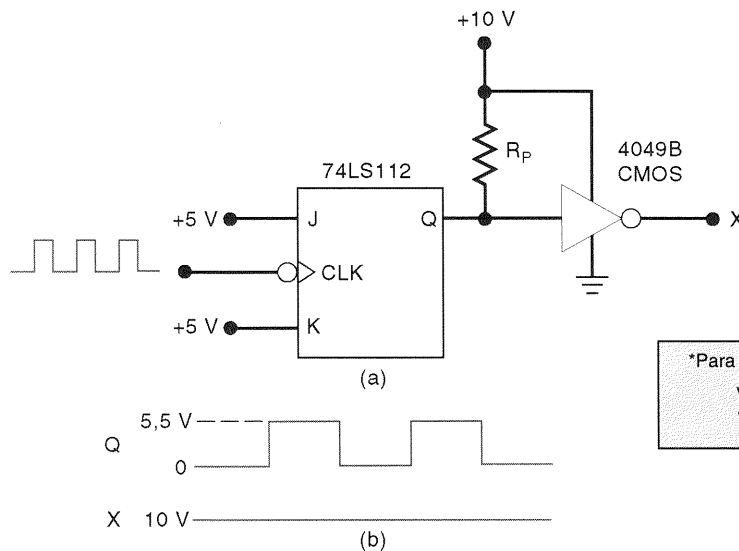 +10 V
R_P
4049B
CMOS
74LS112
+5 V
J
Q
X
CLK
+5 V
K
(a)
*Para
5,5 V
Q
0
X 10 V
(b)